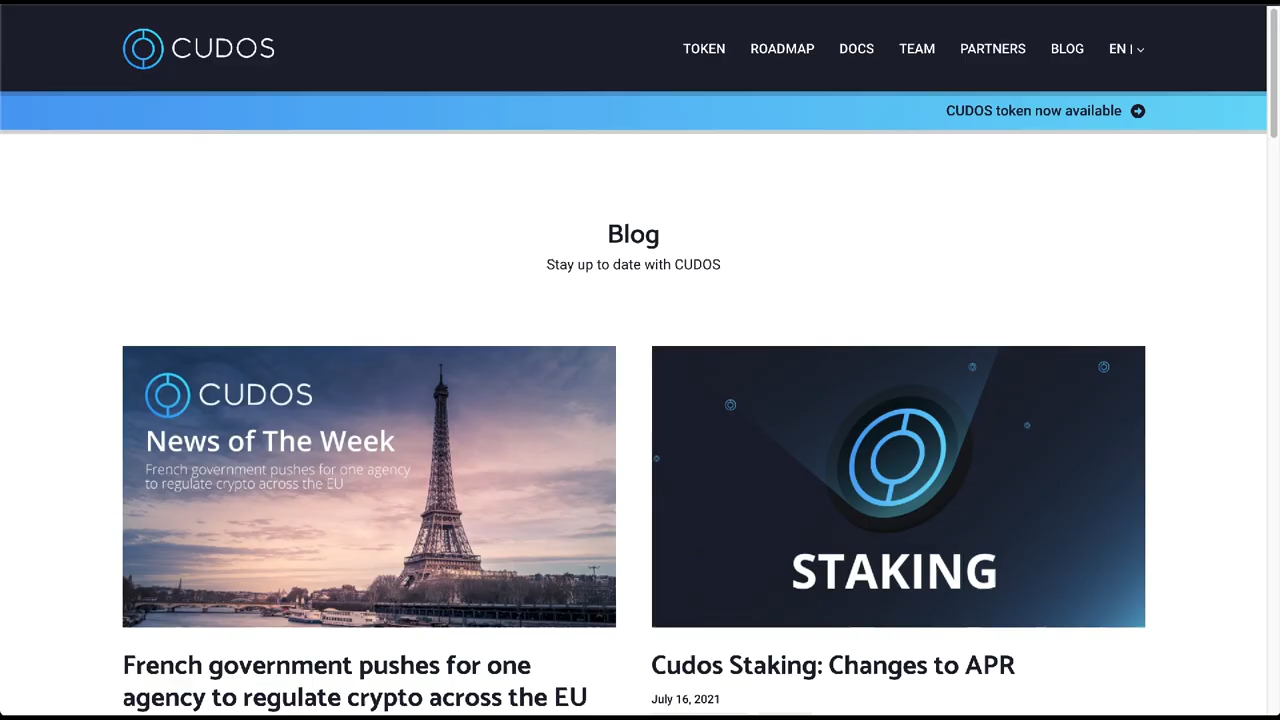 CUDOS
TOKEN ROADMAP DOCS TEAM PARTNERS BLOG EN |
CUDOS token now available
Blog
Stay up to date with CUDOS
CUDOS
News of The Week
French government pushes for one agency
to regulate crypto across the EU
STAKING
French government pushes for one
agency to regulate crypto across the EU
Cudos Staking: Changes to APR
July 16, 2021